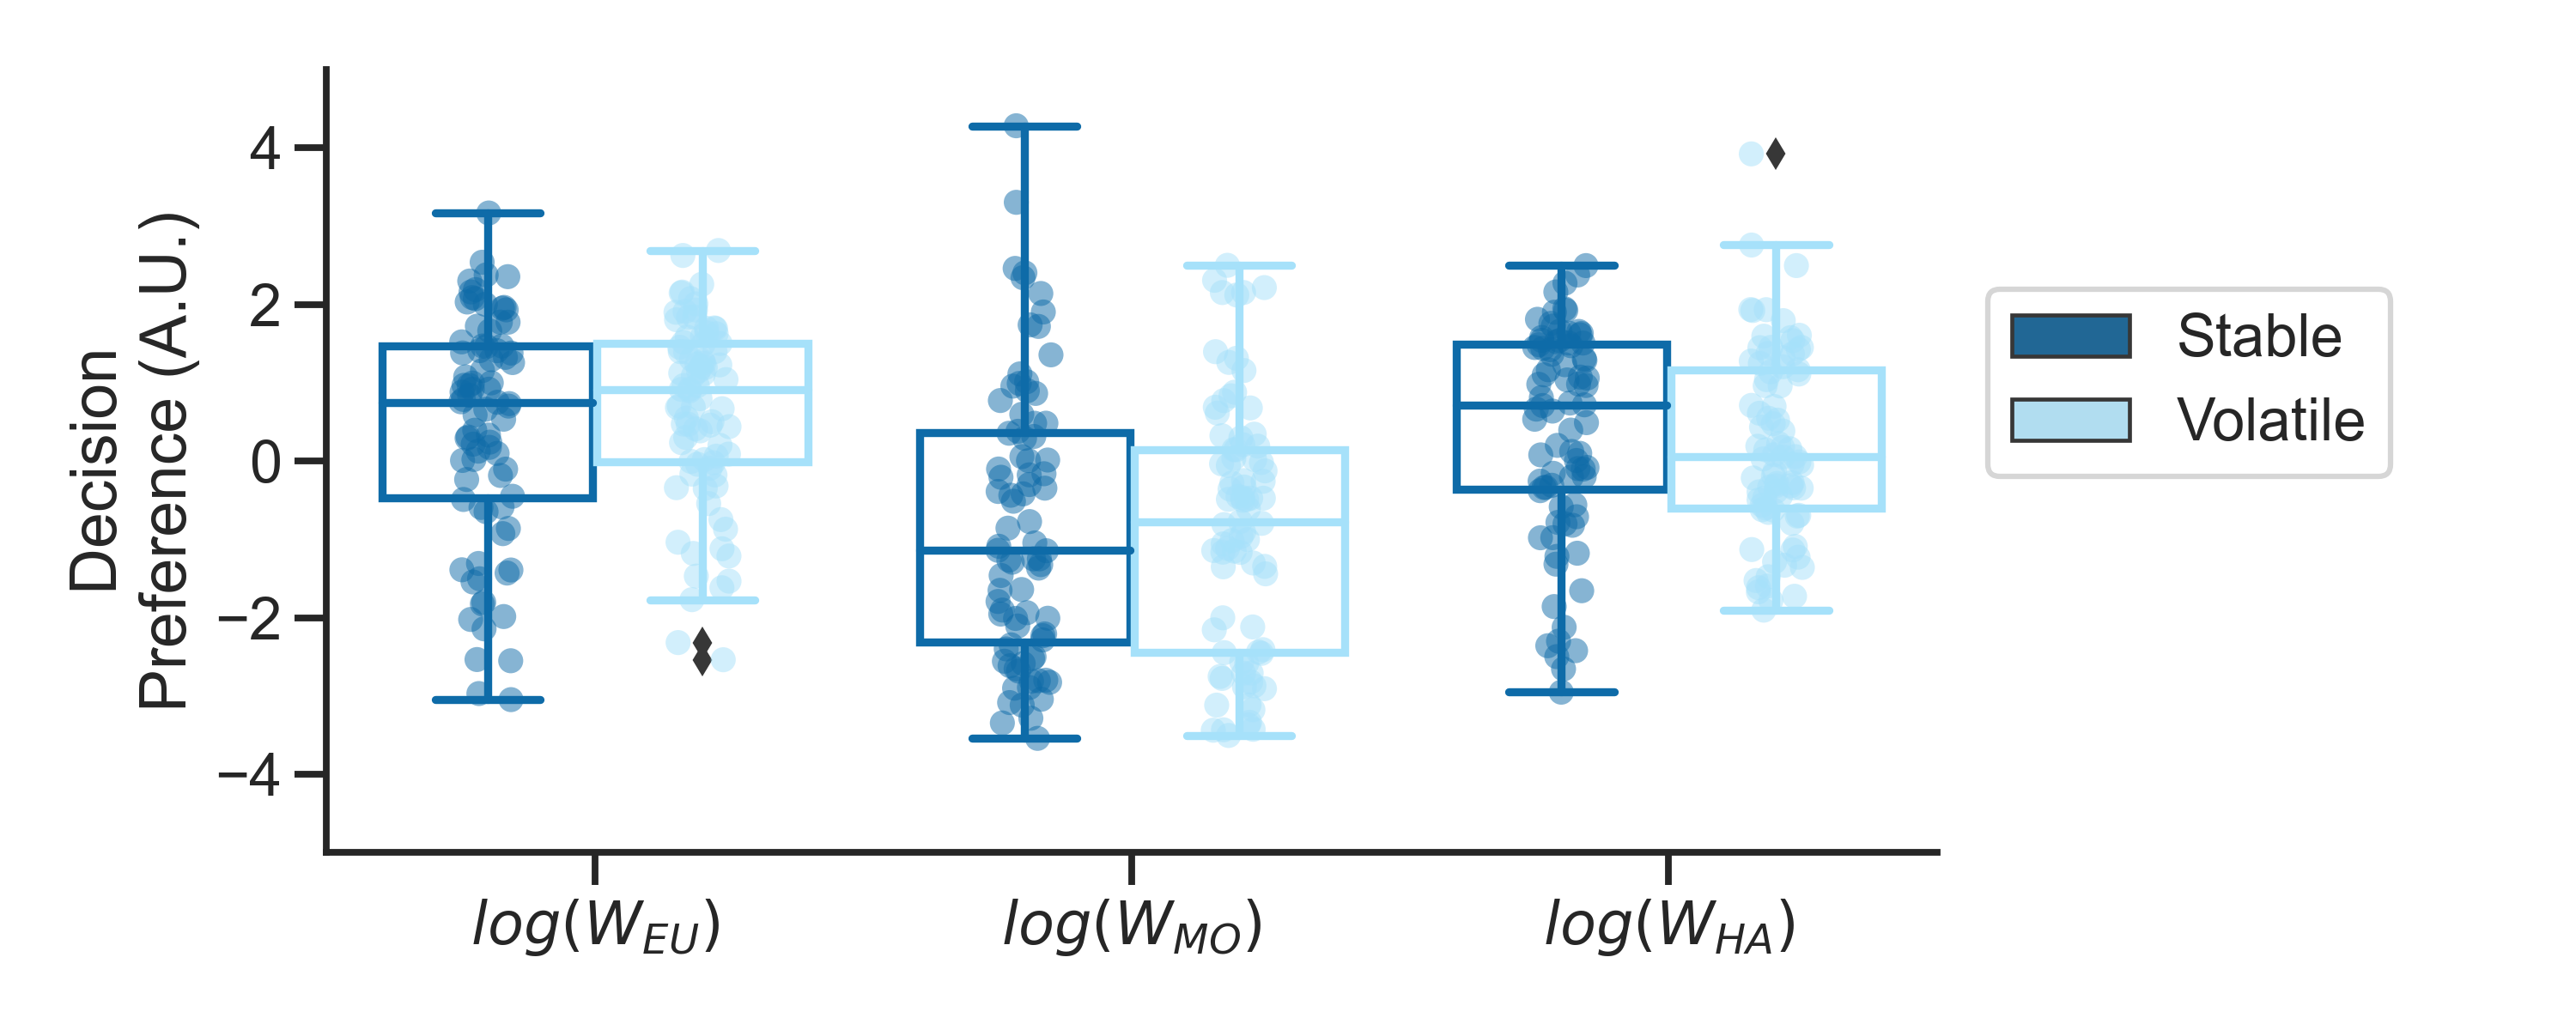 Decision
Preference (A.U.)
4
2
0
−2
−4
log(W_EU)
log(W_MO)
log(W_HA)
Stable
Volatile